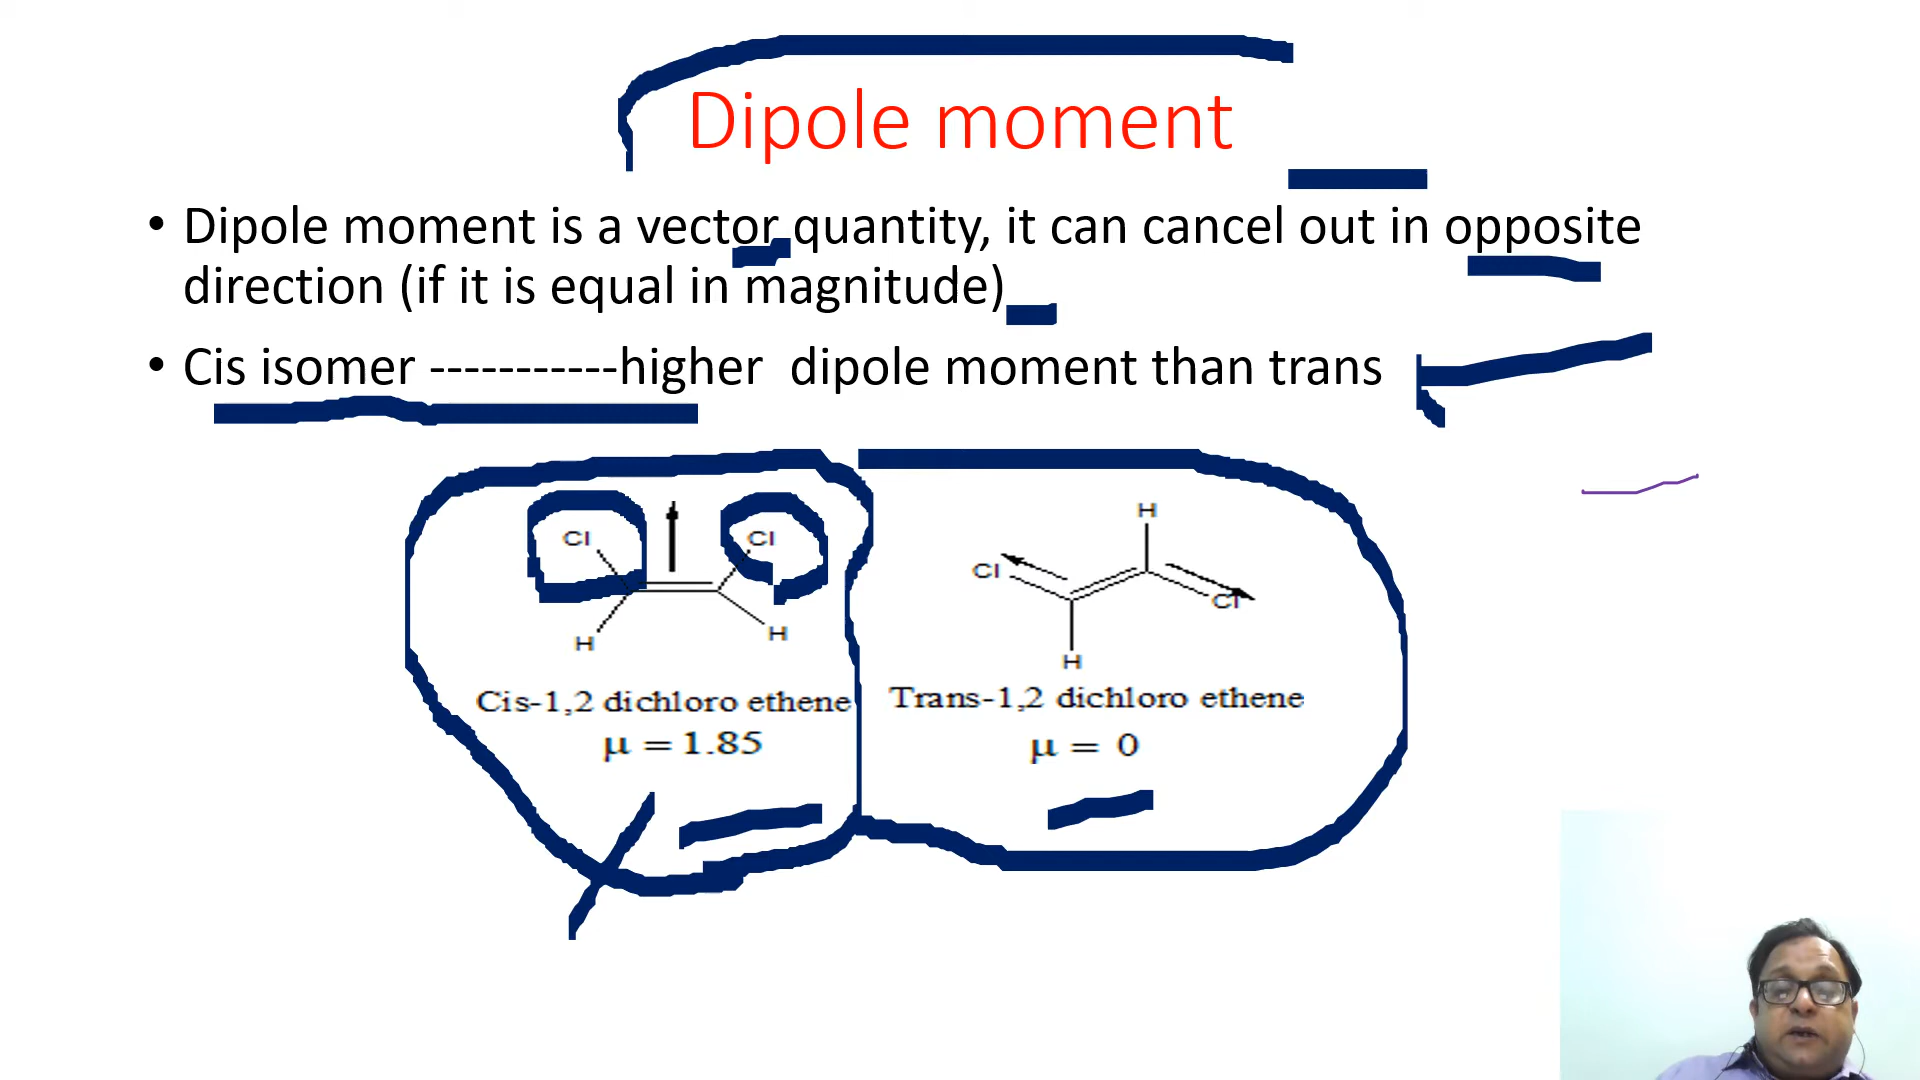 Dipole moment
• Dipole moment is a vector quantity, it can cancel out in opposite
direction (if it is equal in magnitude)
• Cis isomer -----------higher dipole moment than trans
Cl Cl
H H
Cis-1,2 dichloro ethene
μ = 1.85
H
Cl Cl
H
Trans-1,2 dichloro ethene
μ = 0